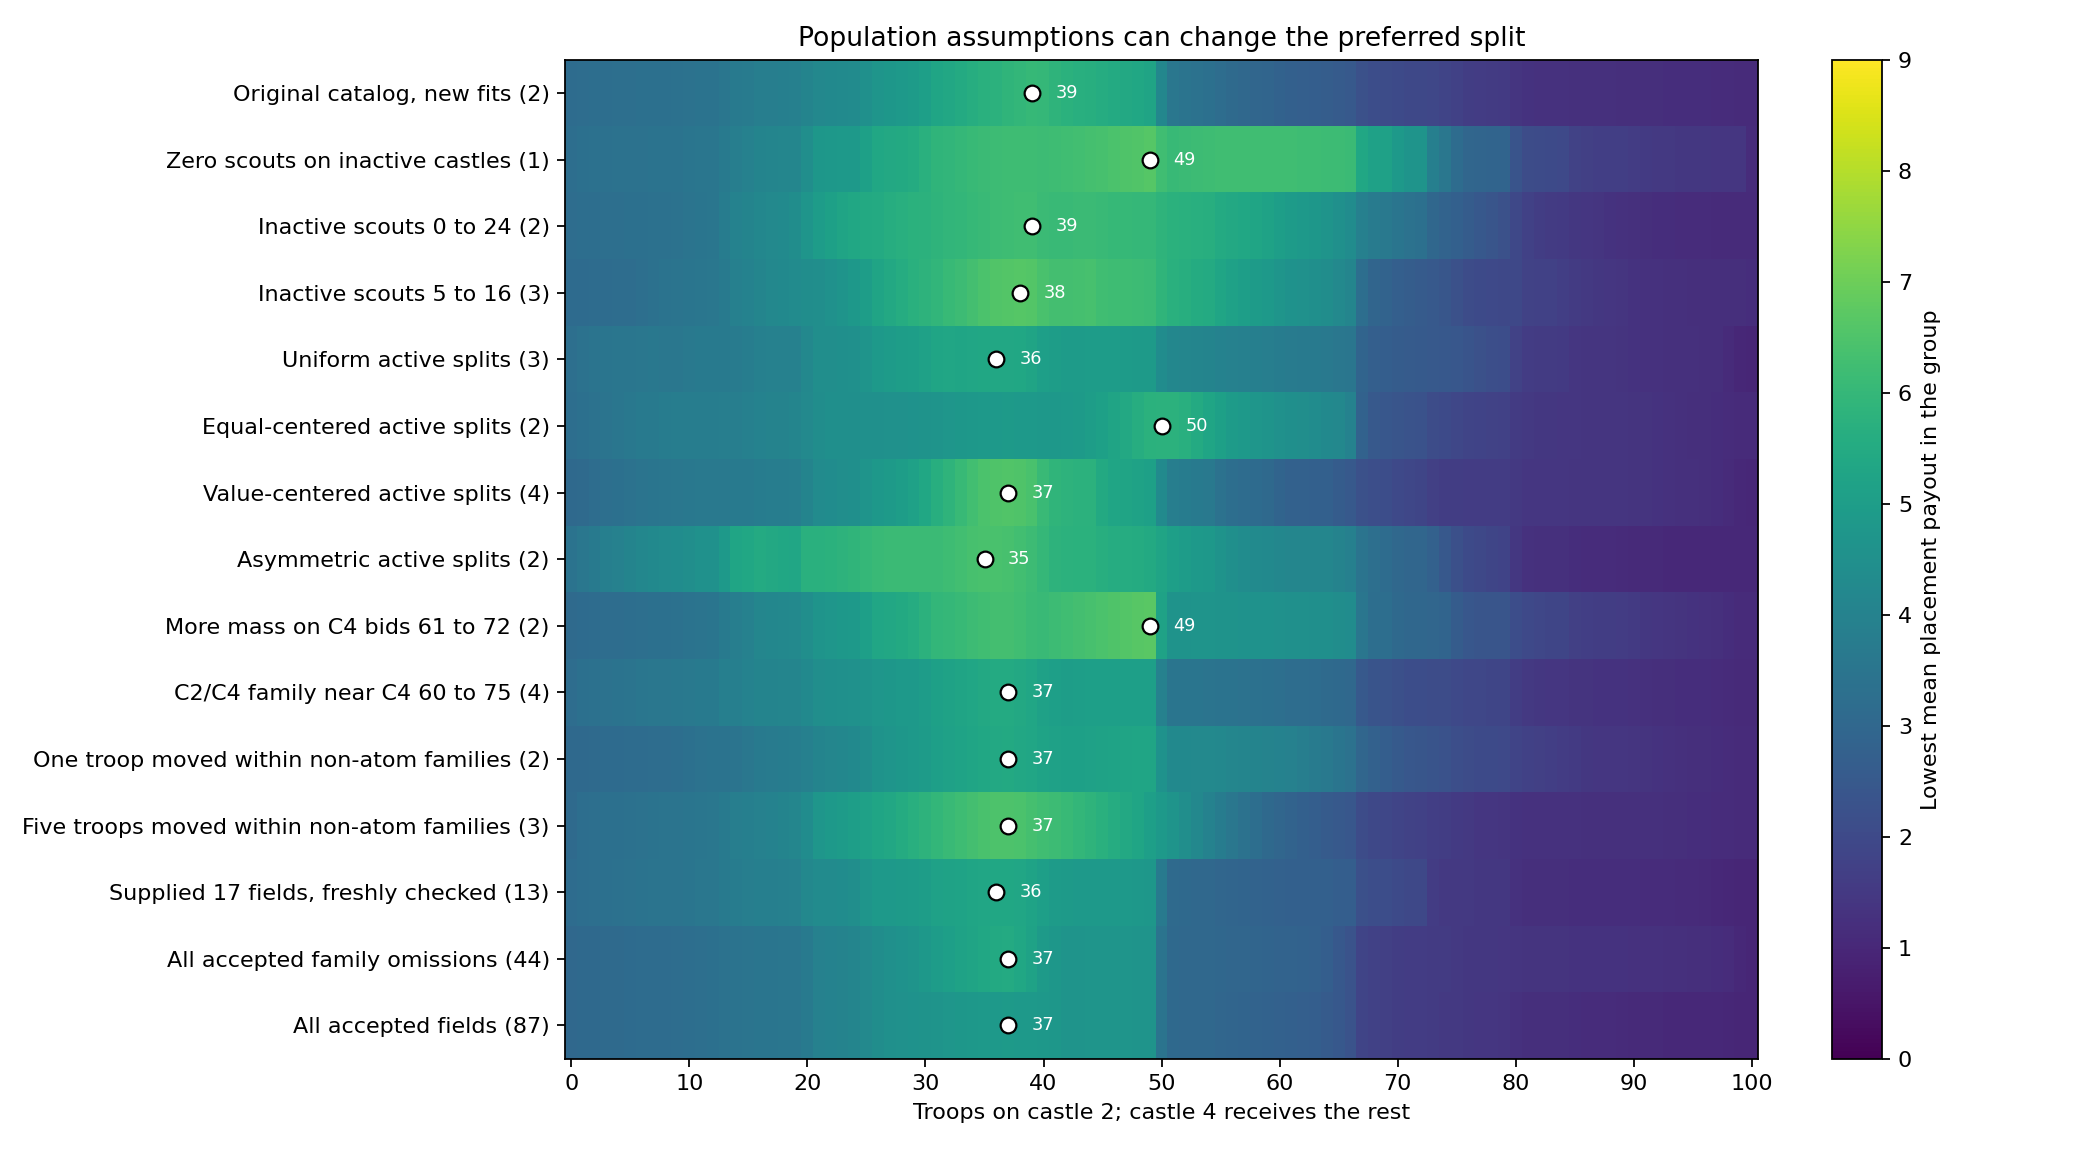 Population assumptions can change the preferred split
Original catalog, new fits (2)
39
Zero scouts on inactive castles (1)
49
Inactive scouts 0 to 24 (2)
39
Inactive scouts 5 to 16 (3)
38
Uniform active splits (3)
36
Equal-centered active splits (2)
50
Value-centered active splits (4)
37
Asymmetric active splits (2)
35
More mass on C4 bids 61 to 72 (2)
49
C2/C4 family near C4 60 to 75 (4)
37
One troop moved within non-atom families (2)
37
Five troops moved within non-atom families (3)
37
Supplied 17 fields, freshly checked (13)
36
All accepted family omissions (44)
37
All accepted fields (87)
37
0 10 20 30 40 50 60 70 80 90 100
Troops on castle 2; castle 4 receives the rest
9
8
7
6
5
4
3
2
1
0
Lowest mean placement payout in the group